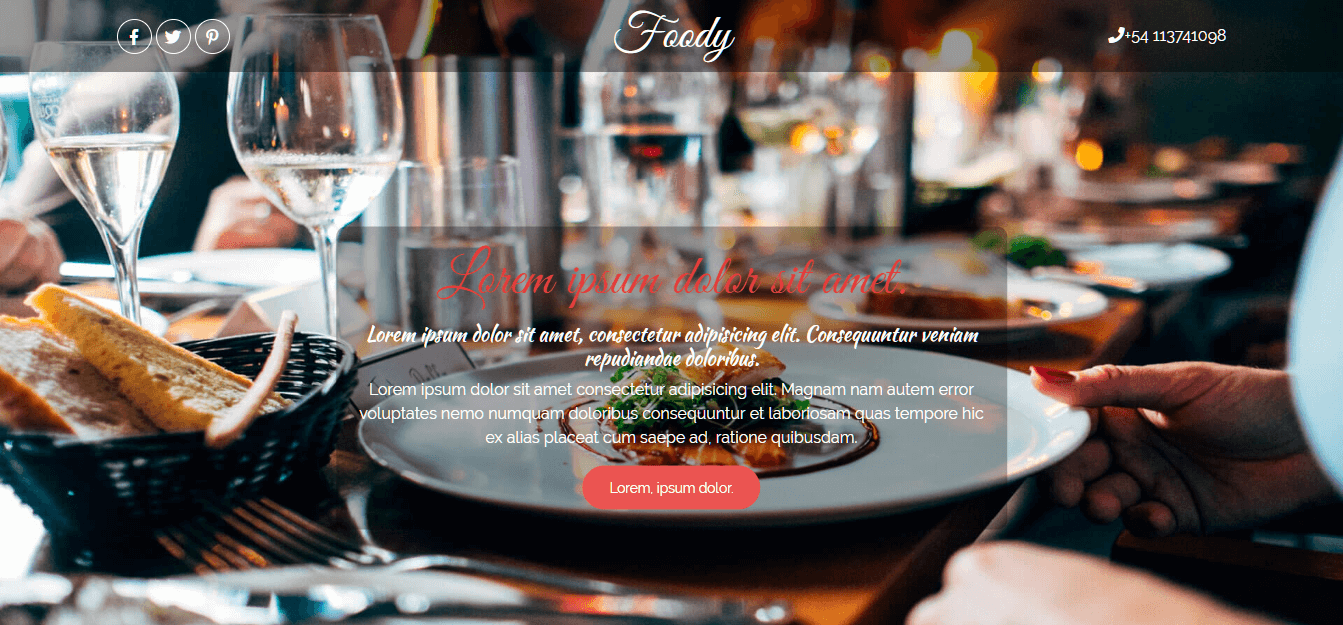 Foody
+54 113741098
Lorem ipsum dolor sit amet.
Lorem ipsum dolor sit amet, consectetur adipisicing elit. Consequuntur veniam
repudiandae doloribus.
Lorem ipsum dolor sit amet consectetur adipisicing elit. Magnam nam autem error
voluptates nemo numquam doloribus consequuntur et laboriosam quas tempore hic
ex alias placeat cum saepe ad, ratione quibusdam.
Lorem, ipsum dolor.